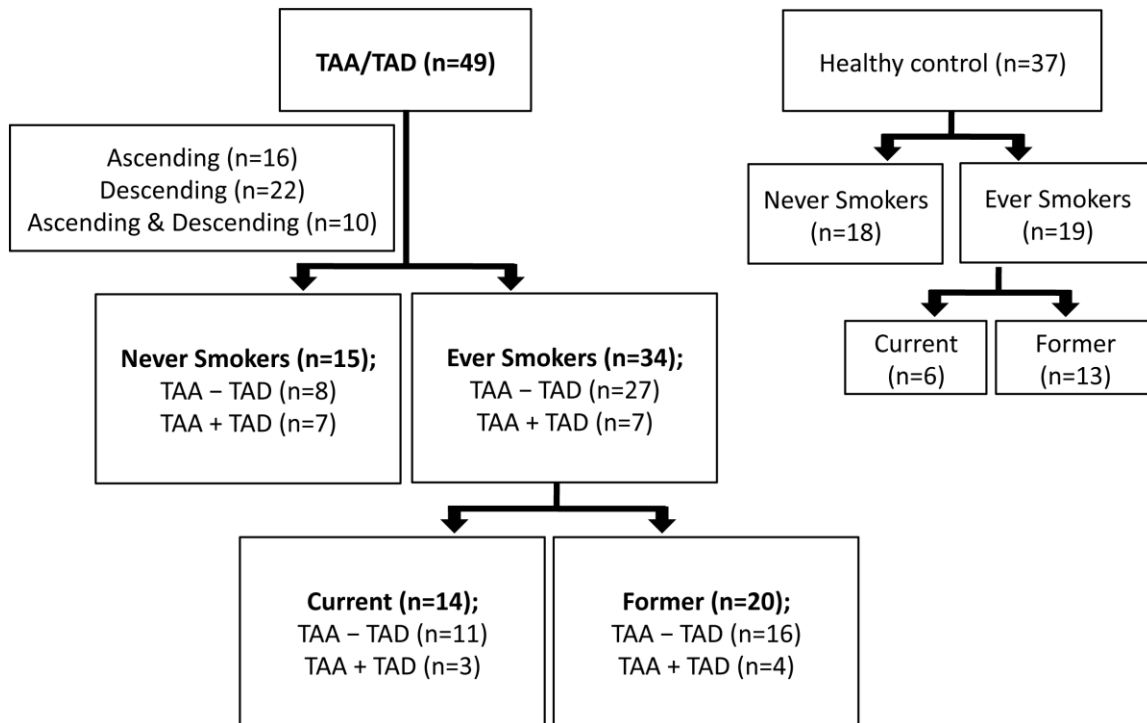 TAA/TAD (n=49)
Ascending (n=16)
Descending (n=22)
Ascending & Descending (n=10)
Never Smokers (n=15);
TAA − TAD (n=8)
TAA + TAD (n=7)
Ever Smokers (n=34);
TAA − TAD (n=27)
TAA + TAD (n=7)
Current (n=14);
TAA − TAD (n=11)
TAA + TAD (n=3)
Former (n=20);
TAA − TAD (n=16)
TAA + TAD (n=4)
Healthy control (n=37)
Never Smokers
(n=18)
Ever Smokers
(n=19)
Current
(n=6)
Former
(n=13)